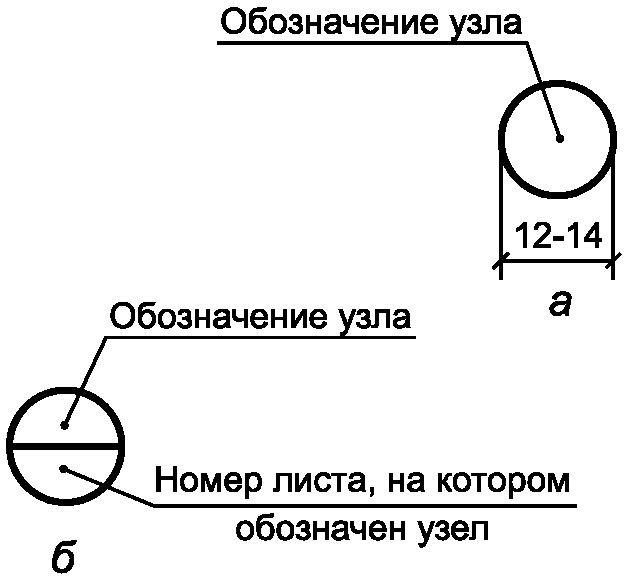 Обозначение узла
12-14
а
Обозначение узла
Номер листа, на котором
обозначен узел
б